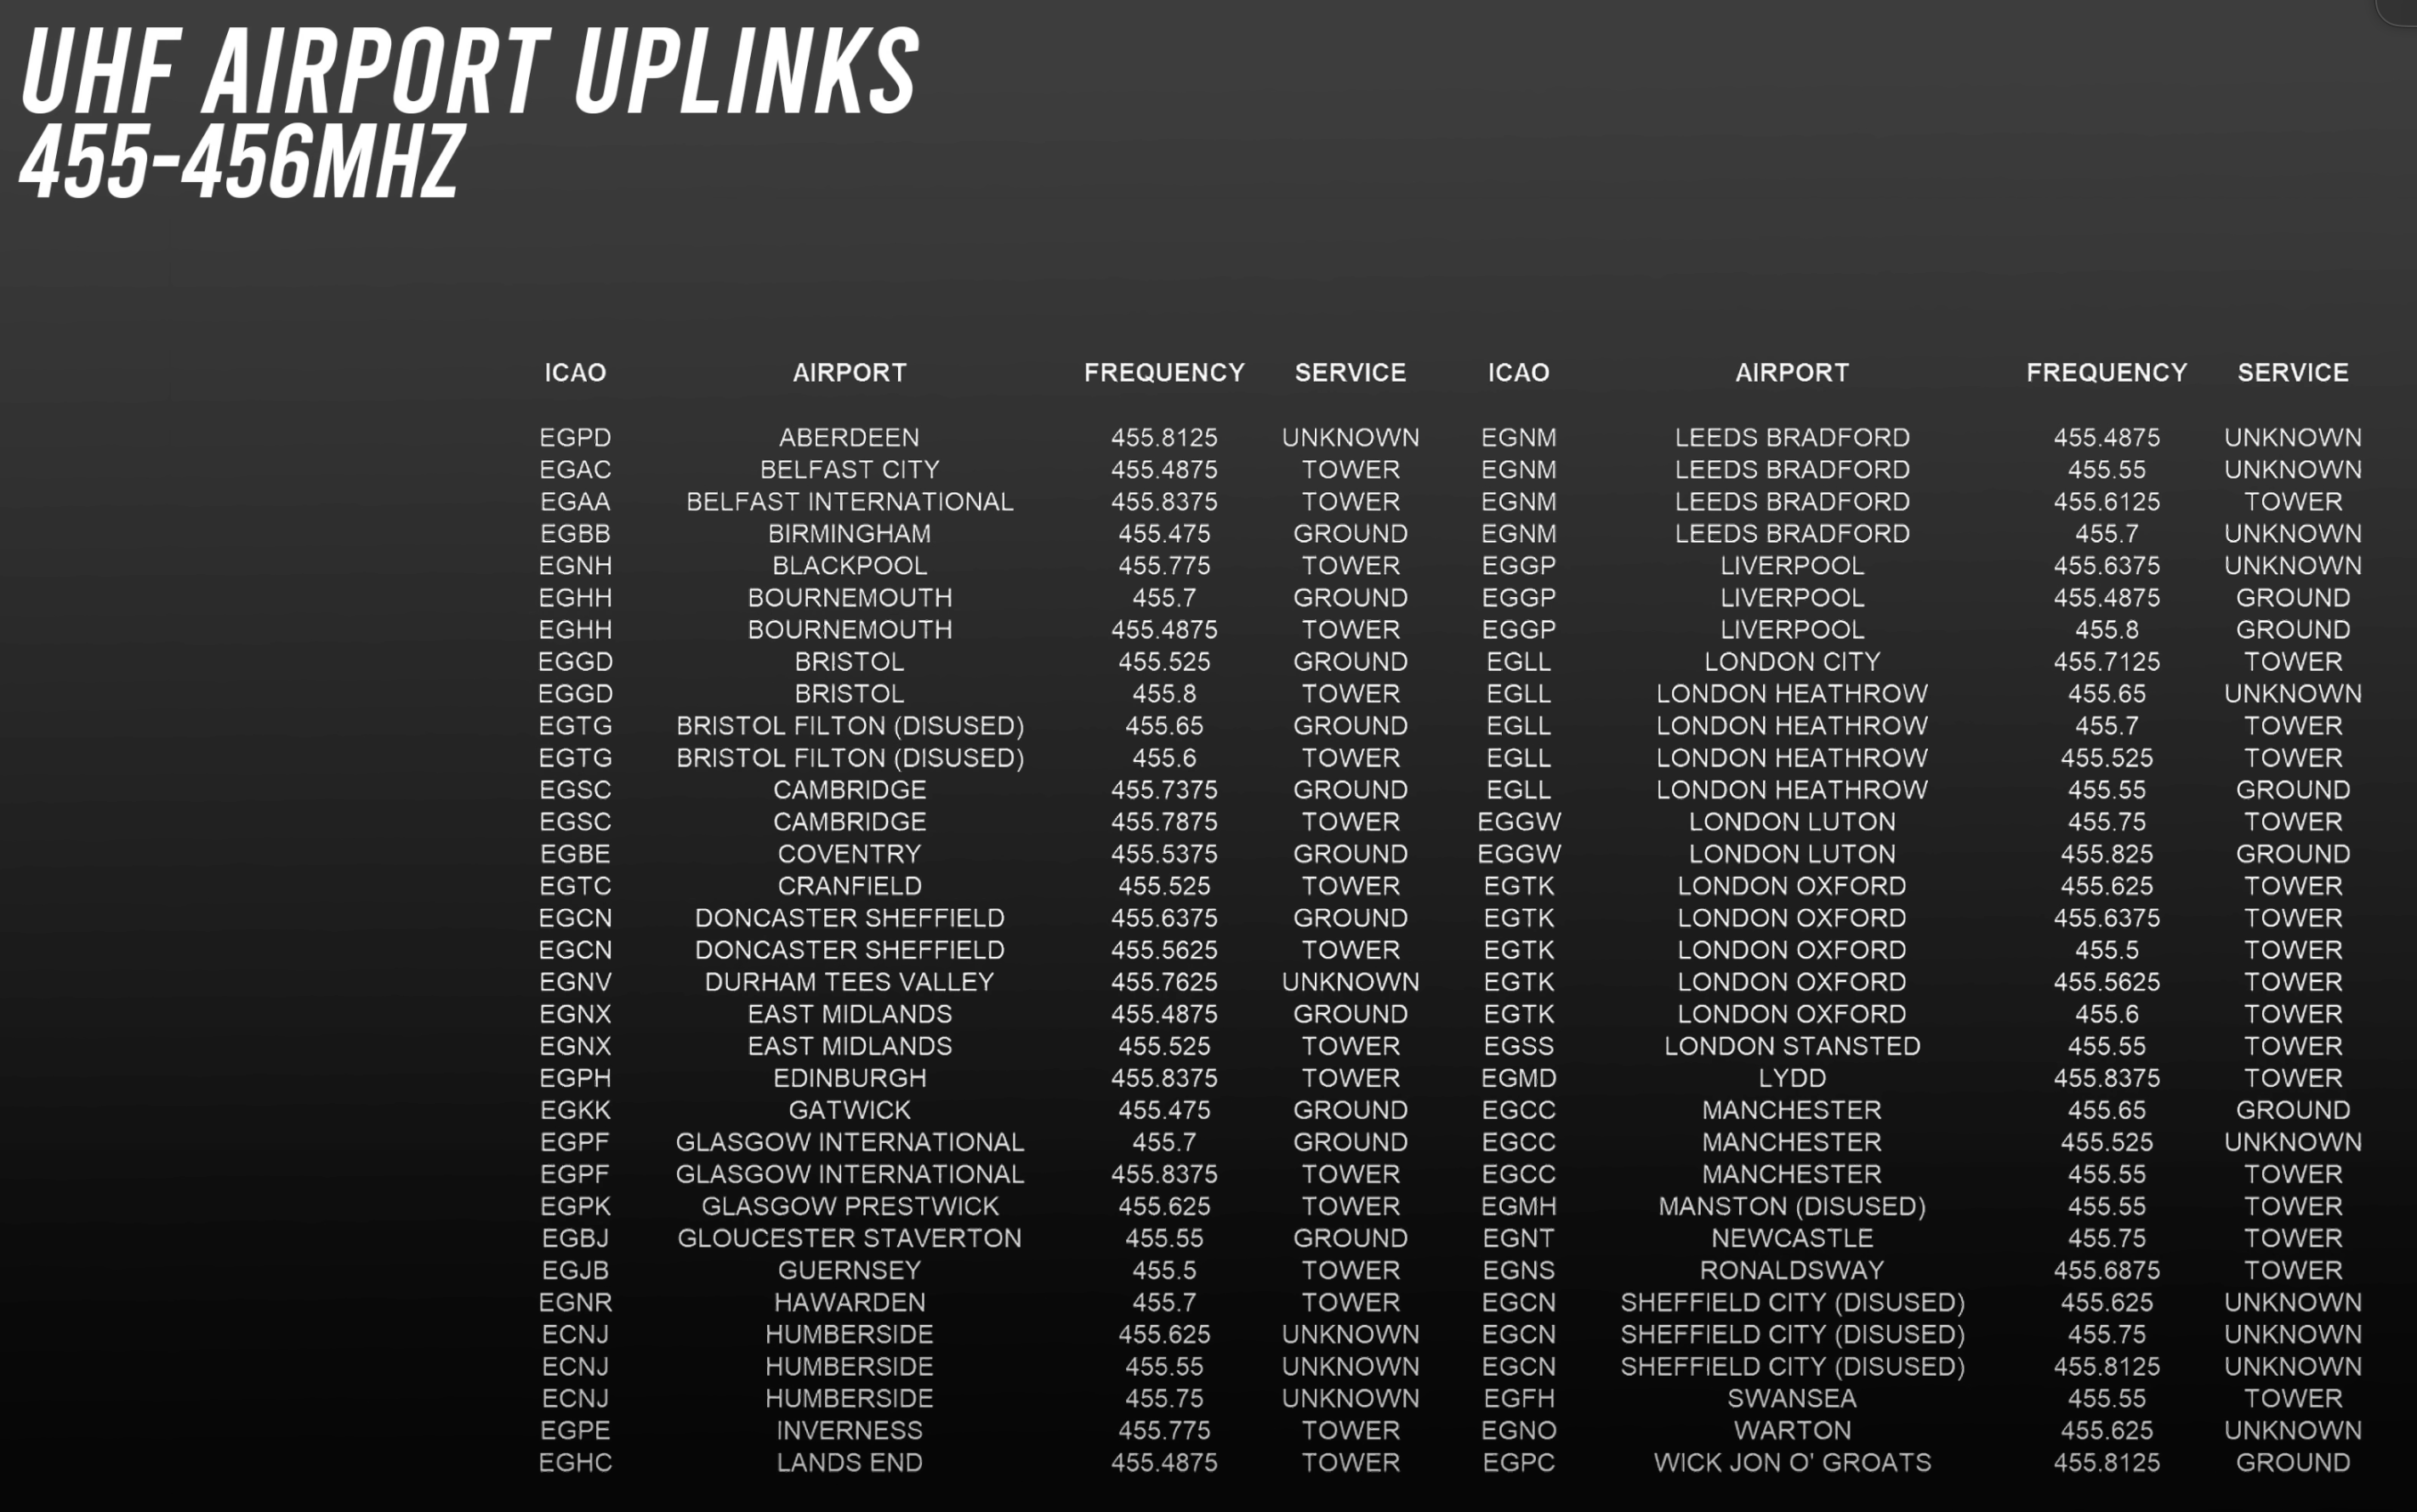 UHF AIRPORT UPLINKS
455-456MHZ
ICAO AIRPORT FREQUENCY SERVICE ICAO AIRPORT FREQUENCY SERVICE
EGPD ABERDEEN 455.8125 UNKNOWN EGNM LEEDS BRADFORD 455.4875 UNKNOWN
EGAC BELFAST CITY 455.4875 TOWER EGNM LEEDS BRADFORD 455.55 UNKNOWN
EGAA BELFAST INTERNATIONAL 455.8375 TOWER EGNM LEEDS BRADFORD 455.6125 TOWER
EGBB BIRMINGHAM 455.475 GROUND EGNM LEEDS BRADFORD 455.7 UNKNOWN
EGNH BLACKPOOL 455.775 TOWER EGGP LIVERPOOL 455.6375 UNKNOWN
EGHH BOURNEMOUTH 455.7 GROUND EGGP LIVERPOOL 455.4875 GROUND
EGHH BOURNEMOUTH 455.4875 TOWER EGGP LIVERPOOL 455.8 GROUND
EGGD BRISTOL 455.525 GROUND EGLL LONDON CITY 455.7125 TOWER
EGGD BRISTOL 455.8 TOWER EGLL LONDON HEATHROW 455.65 UNKNOWN
EGTG BRISTOL FILTON (DISUSED) 455.65 GROUND EGLL LONDON HEATHROW 455.7 TOWER
EGTG BRISTOL FILTON (DISUSED) 455.6 TOWER EGLL LONDON HEATHROW 455.525 TOWER
EGSC CAMBRIDGE 455.7375 GROUND EGLL LONDON HEATHROW 455.55 GROUND
EGSC CAMBRIDGE 455.7875 TOWER EGGW LONDON LUTON 455.75 TOWER
EGBE COVENTRY 455.5375 GROUND EGGW LONDON LUTON 455.825 GROUND
EGTC CRANFIELD 455.525 TOWER EGTK LONDON OXFORD 455.625 TOWER
EGCN DONCASTER SHEFFIELD 455.6375 GROUND EGTK LONDON OXFORD 455.6375 TOWER
EGCN DONCASTER SHEFFIELD 455.5625 TOWER EGTK LONDON OXFORD 455.5 TOWER
EGNV DURHAM TEES VALLEY 455.7625 UNKNOWN EGTK LONDON OXFORD 455.5625 TOWER
EGNX EAST MIDLANDS 455.4875 GROUND EGTK LONDON OXFORD 455.6 TOWER
EGNX EAST MIDLANDS 455.525 TOWER EGSS LONDON STANSTED 455.55 TOWER
EGPH EDINBURGH 455.8375 TOWER EGMD LYDD 455.8375 TOWER
EGKK GATWICK 455.475 GROUND EGCC MANCHESTER 455.65 GROUND
EGPF GLASGOW INTERNATIONAL 455.7 GROUND EGCC MANCHESTER 455.525 UNKNOWN
EGPF GLASGOW INTERNATIONAL 455.8375 TOWER EGCC MANCHESTER 455.55 TOWER
EGPK GLASGOW PRESTWICK 455.625 TOWER EGMH MANSTON (DISUSED) 455.55 TOWER
EGBJ GLOUCESTER STAVERTON 455.55 GROUND EGNT NEWCASTLE 455.75 TOWER
EGJB GUERNSEY 455.5 TOWER EGNS RONALDSWAY 455.6875 TOWER
EGNR HAWARDEN 455.7 TOWER EGCN SHEFFIELD CITY (DISUSED) 455.625 UNKNOWN
ECNJ HUMBERSIDE 455.625 UNKNOWN EGCN SHEFFIELD CITY (DISUSED) 455.75 UNKNOWN
ECNJ HUMBERSIDE 455.55 UNKNOWN EGCN SHEFFIELD CITY (DISUSED) 455.8125 UNKNOWN
ECNJ HUMBERSIDE 455.75 UNKNOWN EGFH SWANSEA 455.55 TOWER
EGPE INVERNESS 455.775 TOWER EGNO WARTON 455.625 UNKNOWN
EGHC LANDS END 455.4875 TOWER EGPC WICK JON O' GROATS 455.8125 GROUND